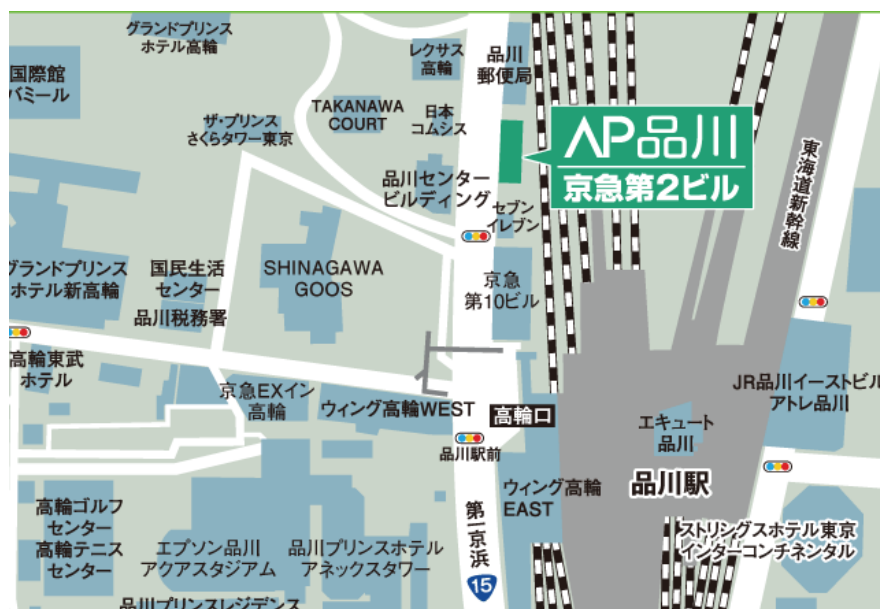 グランドプリンス
ホテル高輪
レクサス
高輪
品川
郵便局
国際館
パミール
TAKANAWA
COURT
日本
コムシス
ザ・プリンス
さくらタワー東京
AP品川
京急第2ビル
東海道新幹線
品川センター
ビルディング
セブン
イレブン
グランドプリンス
ホテル新高輪
国民生活
センター
品川税務署
SHINAGAWA
GOOS
京急
第10ビル
高輪東武
ホテル
京急EXイン
高輪
ウィング高輪WEST
高輪口
JR品川イーストビル
アトレ品川
エキュート
品川
品川駅前
品川駅
ウィング高輪
EAST
第一京浜
15
高輪ゴルフ
センター
高輪テニス
センター
エプソン品川
アクアスタジアム
品川プリンスホテル
アネックスタワー
ストリングスホテル東京
インターコンチネンタル
品川プリンスレジデンス